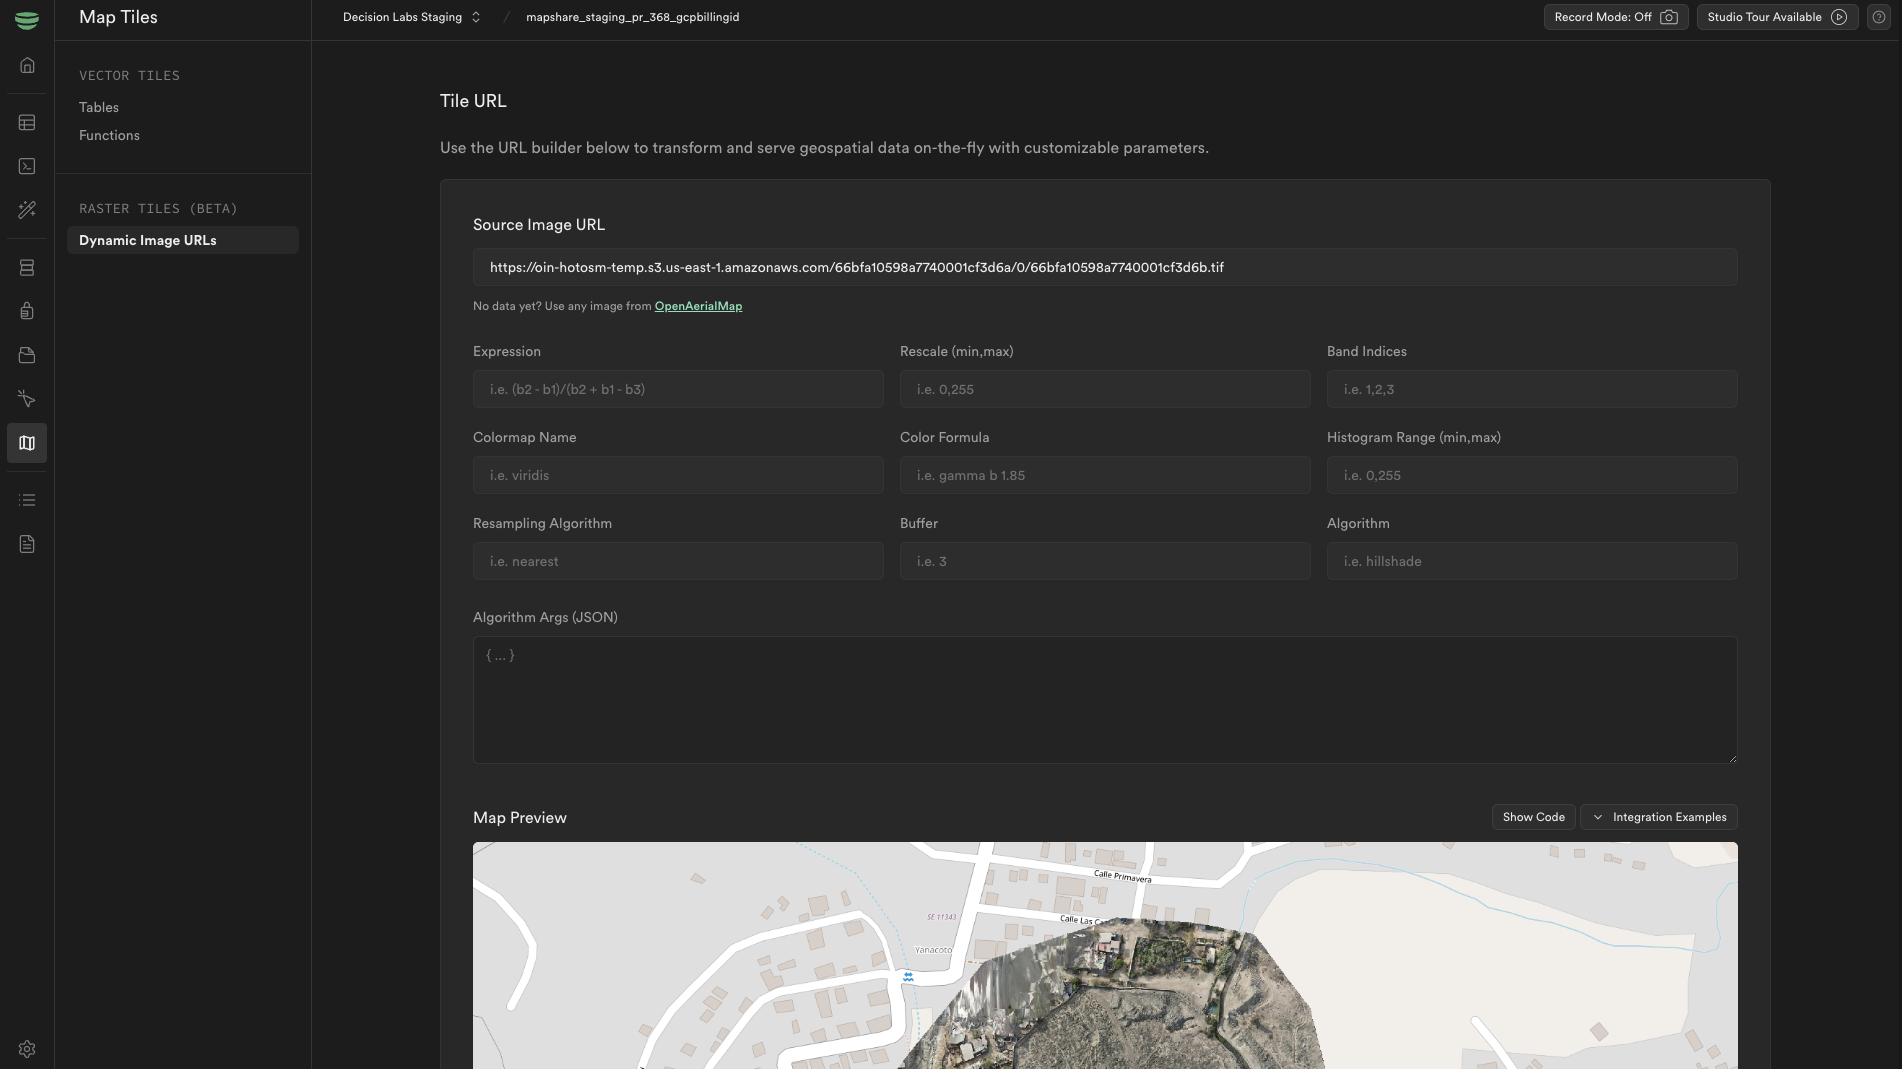 Map Tiles
Decision Labs Staging / mapshare_staging_pr_368_gcpbillingid
Record Mode: Off
Studio Tour Available
VECTOR TILES
Tables
Functions
RASTER TILES (BETA)
Dynamic Image URLs
Tile URL
Use the URL builder below to transform and serve geospatial data on-the-fly with customizable parameters.
Source Image URL
https://oin-hotosm-temp.s3.us-east-1.amazonaws.com/66bfa10598a7740001cf3d6a/0/66bfa10598a7740001cf3d6b.tif
No data yet? Use any image from OpenAerialMap
Expression
Rescale (min,max)
Band Indices
i.e. (b2 - b1)/(b2 + b1 - b3)
i.e. 0,255
i.e. 1,2,3
Colormap Name
Color Formula
Histogram Range (min,max)
i.e. viridis
i.e. gamma b 1.85
i.e. 0,255
Resampling Algorithm
Buffer
Algorithm
i.e. nearest
i.e. 3
i.e. hillshade
Algorithm Args (JSON)
{ ... }
Map Preview
Show Code
Integration Examples
Calle Primavera
SE 11343
Calle Las
Yanacoto